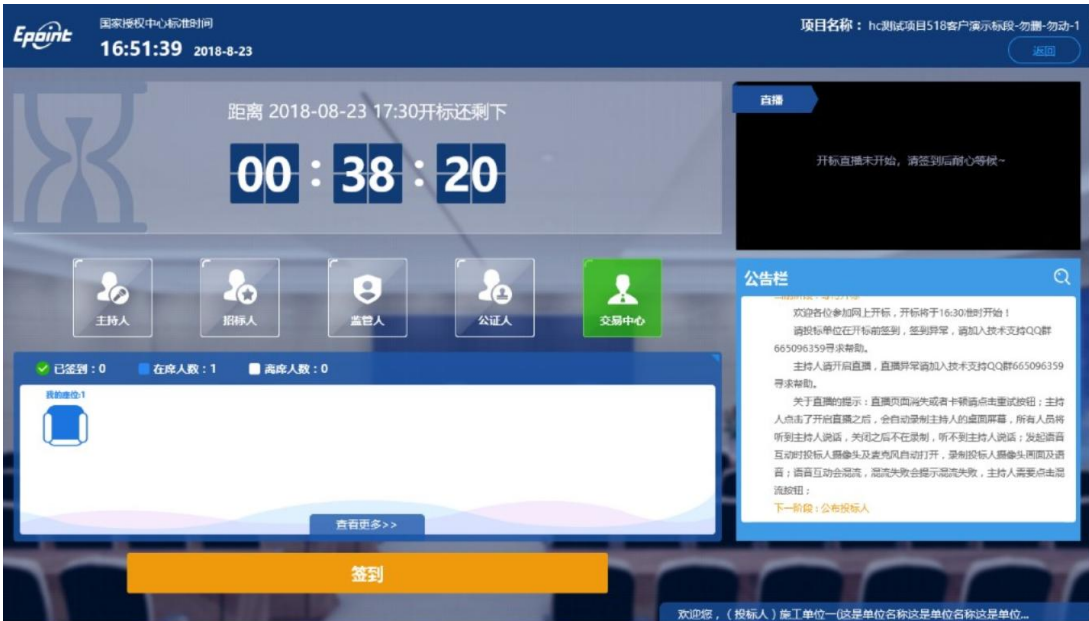 Epoint
国家授权中心标准时间
16:51:39 2018-8-23
项目名称：hc测试项目518客户演示标段-勿删-勿动-1
返回
距离 2018-08-23 17:30开标还剩下
00 : 38 : 20
直播
开标直播未开始，请签到后耐心等候~
主持人
招标人
监管人
公证人
交易中心
已签到：0
在席人数：1
离席人数：0
我的座位:1
查看更多>>
签到
公告栏
欢迎各位参加网上开标，开标将于16:30准时开始！
请投标单位在开标前签到，签到异常，请加入技术支持QQ群
665096359寻求帮助。
主持人请开启直播，直播异常请加入技术支持QQ群665096359
寻求帮助。
关于直播的提示：直播页面消失或者卡顿请点击重试按钮；主持
人点击了开启直播之后，会自动录制主持人的桌面屏幕，所有人员将
听到主持人说话，关闭之后不在录制，听不到主持人说话；发起语音
互动时投标人摄像头及麦克风自动打开，录制投标人摄像头画面及语
音；语音互动会混流，混流失败会提示混流失败，主持人需要点击混
流按钮；
下一阶段：公布投标人
欢迎您，（投标人）施工单位一(这是单位名称这是单位名称这是单位...